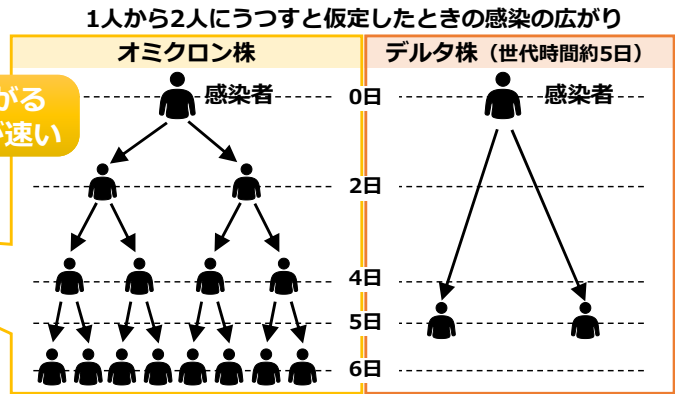 1人から2人にうつすと仮定したときの感染の広がり
オミクロン株
デルタ株（世代時間約5日）
がる
速い
感染者
0日
感染者
2日
4日
5日
6日